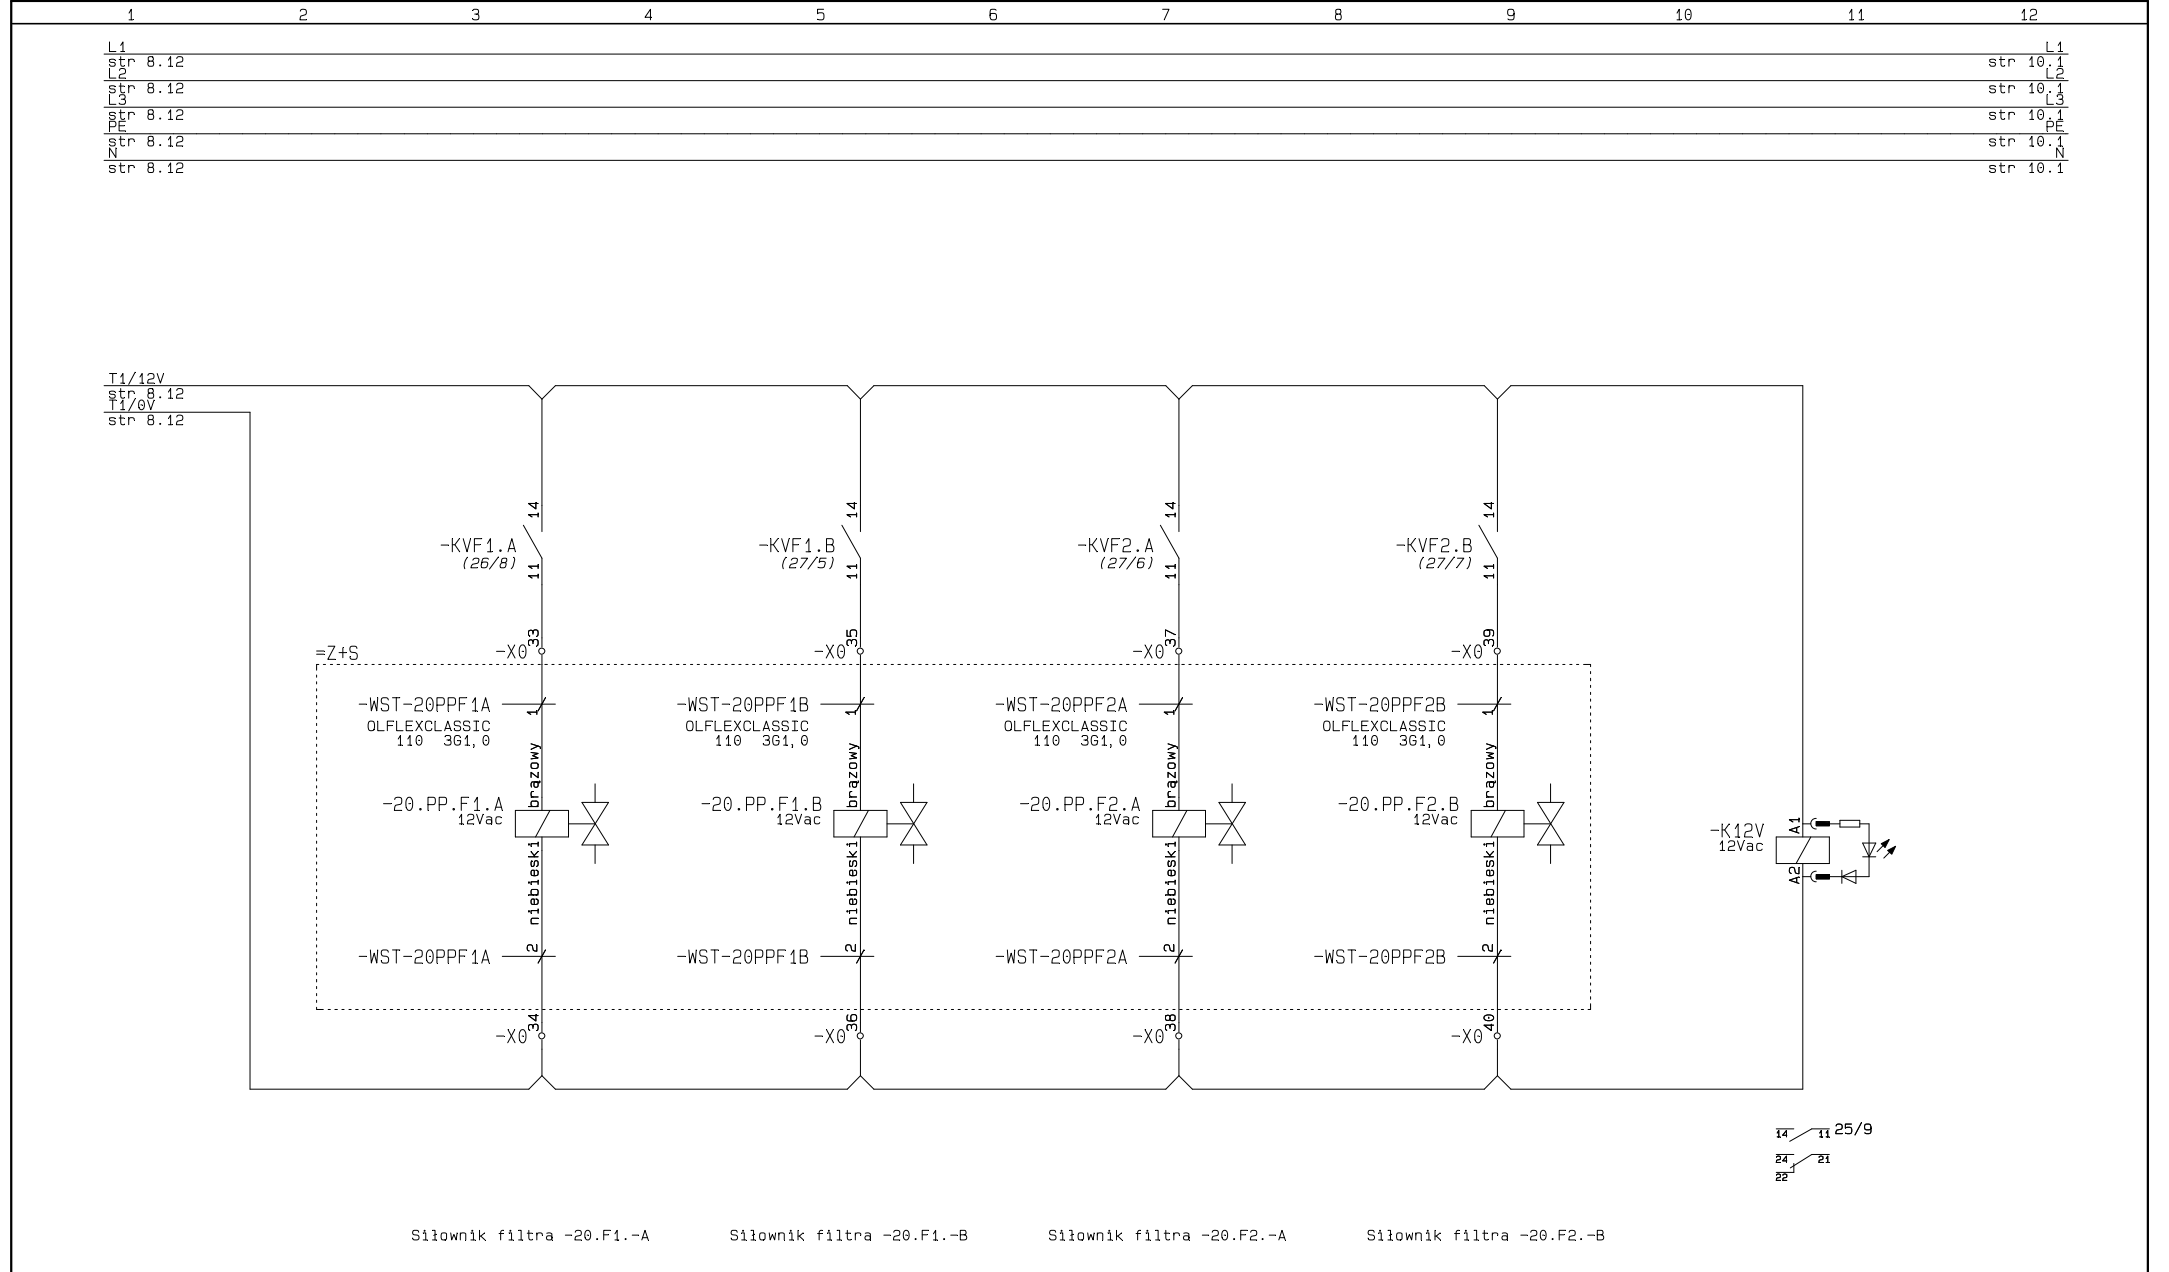 1 2 3 4 5 6 7 8 9 10 11 12
L1 L1
str 8.12 str 10.1
L2 L2
str 8.12 str 10.1
L3 L3
str 8.12 str 10.1
PE PE
str 8.12 str 10.1
N N
str 8.12 str 10.1
T1/12V
str 8.12
T1/0V
str 8.12
14 14 14 14
-KVF1.A -KVF1.B -KVF2.A -KVF2.B
(26/8) (27/5) (27/6) (27/7)
11 11 11 11
33 35 37 39
=Z+S -X0 -X0 -X0 -X0
-WST-20PPF1A 1 -WST-20PPF1B 1 -WST-20PPF2A 1 -WST-20PPF2B 1
OLFLEXCLASSIC OLFLEXCLASSIC OLFLEXCLASSIC OLFLEXCLASSIC
110 3G1,0 110 3G1,0 110 3G1,0 110 3G1,0
brązowy brązowy brązowy brązowy
-20.PP.F1.A -20.PP.F1.B -20.PP.F2.A -20.PP.F2.B
12Vac 12Vac 12Vac 12Vac
A1
-K12V
12Vac
A2
niebieski niebieski niebieski niebieski
2 2 2 2
-WST-20PPF1A -WST-20PPF1B -WST-20PPF2A -WST-20PPF2B
34 36 38 40
-X0 -X0 -X0 -X0
14 11 25/9
24 21
22
Siłownik filtra -20.F1.-A Siłownik filtra -20.F1.-B Siłownik filtra -20.F2.-A Siłownik filtra -20.F2.-B